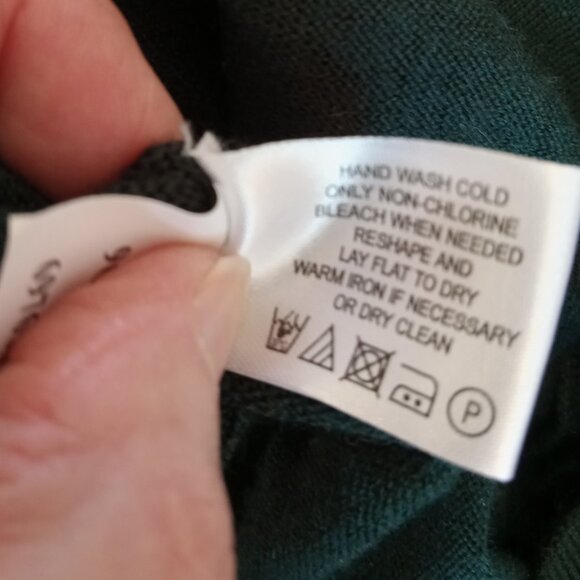 HAND WASH COLD
ONLY NON-CHLORINE
BLEACH WHEN NEEDED
RESHAPE AND
LAY FLAT TO DRY
WARM IRON IF NECESSARY
OR DRY CLEAN
P